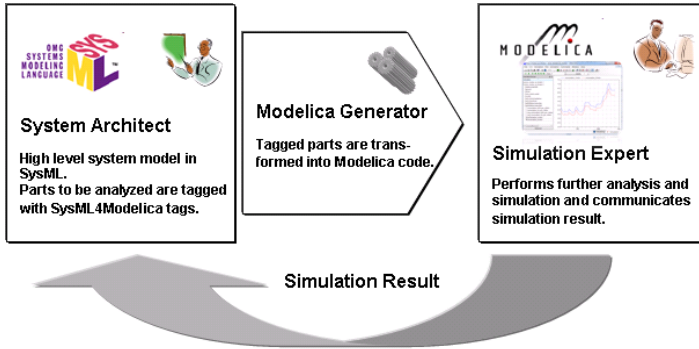 OMG
SYSTEMS
MODELING
LANGUAGE
SYS
ML
System Architect
High level system model in
SysML.
Parts to be analyzed are tagged
with SysML4Modelica tags.
Modelica Generator
Tagged parts are trans-
formed into Modelica code.
MODELICA
Simulation Expert
Performs further analysis and
simulation and communicates
simulation result.
Simulation Result